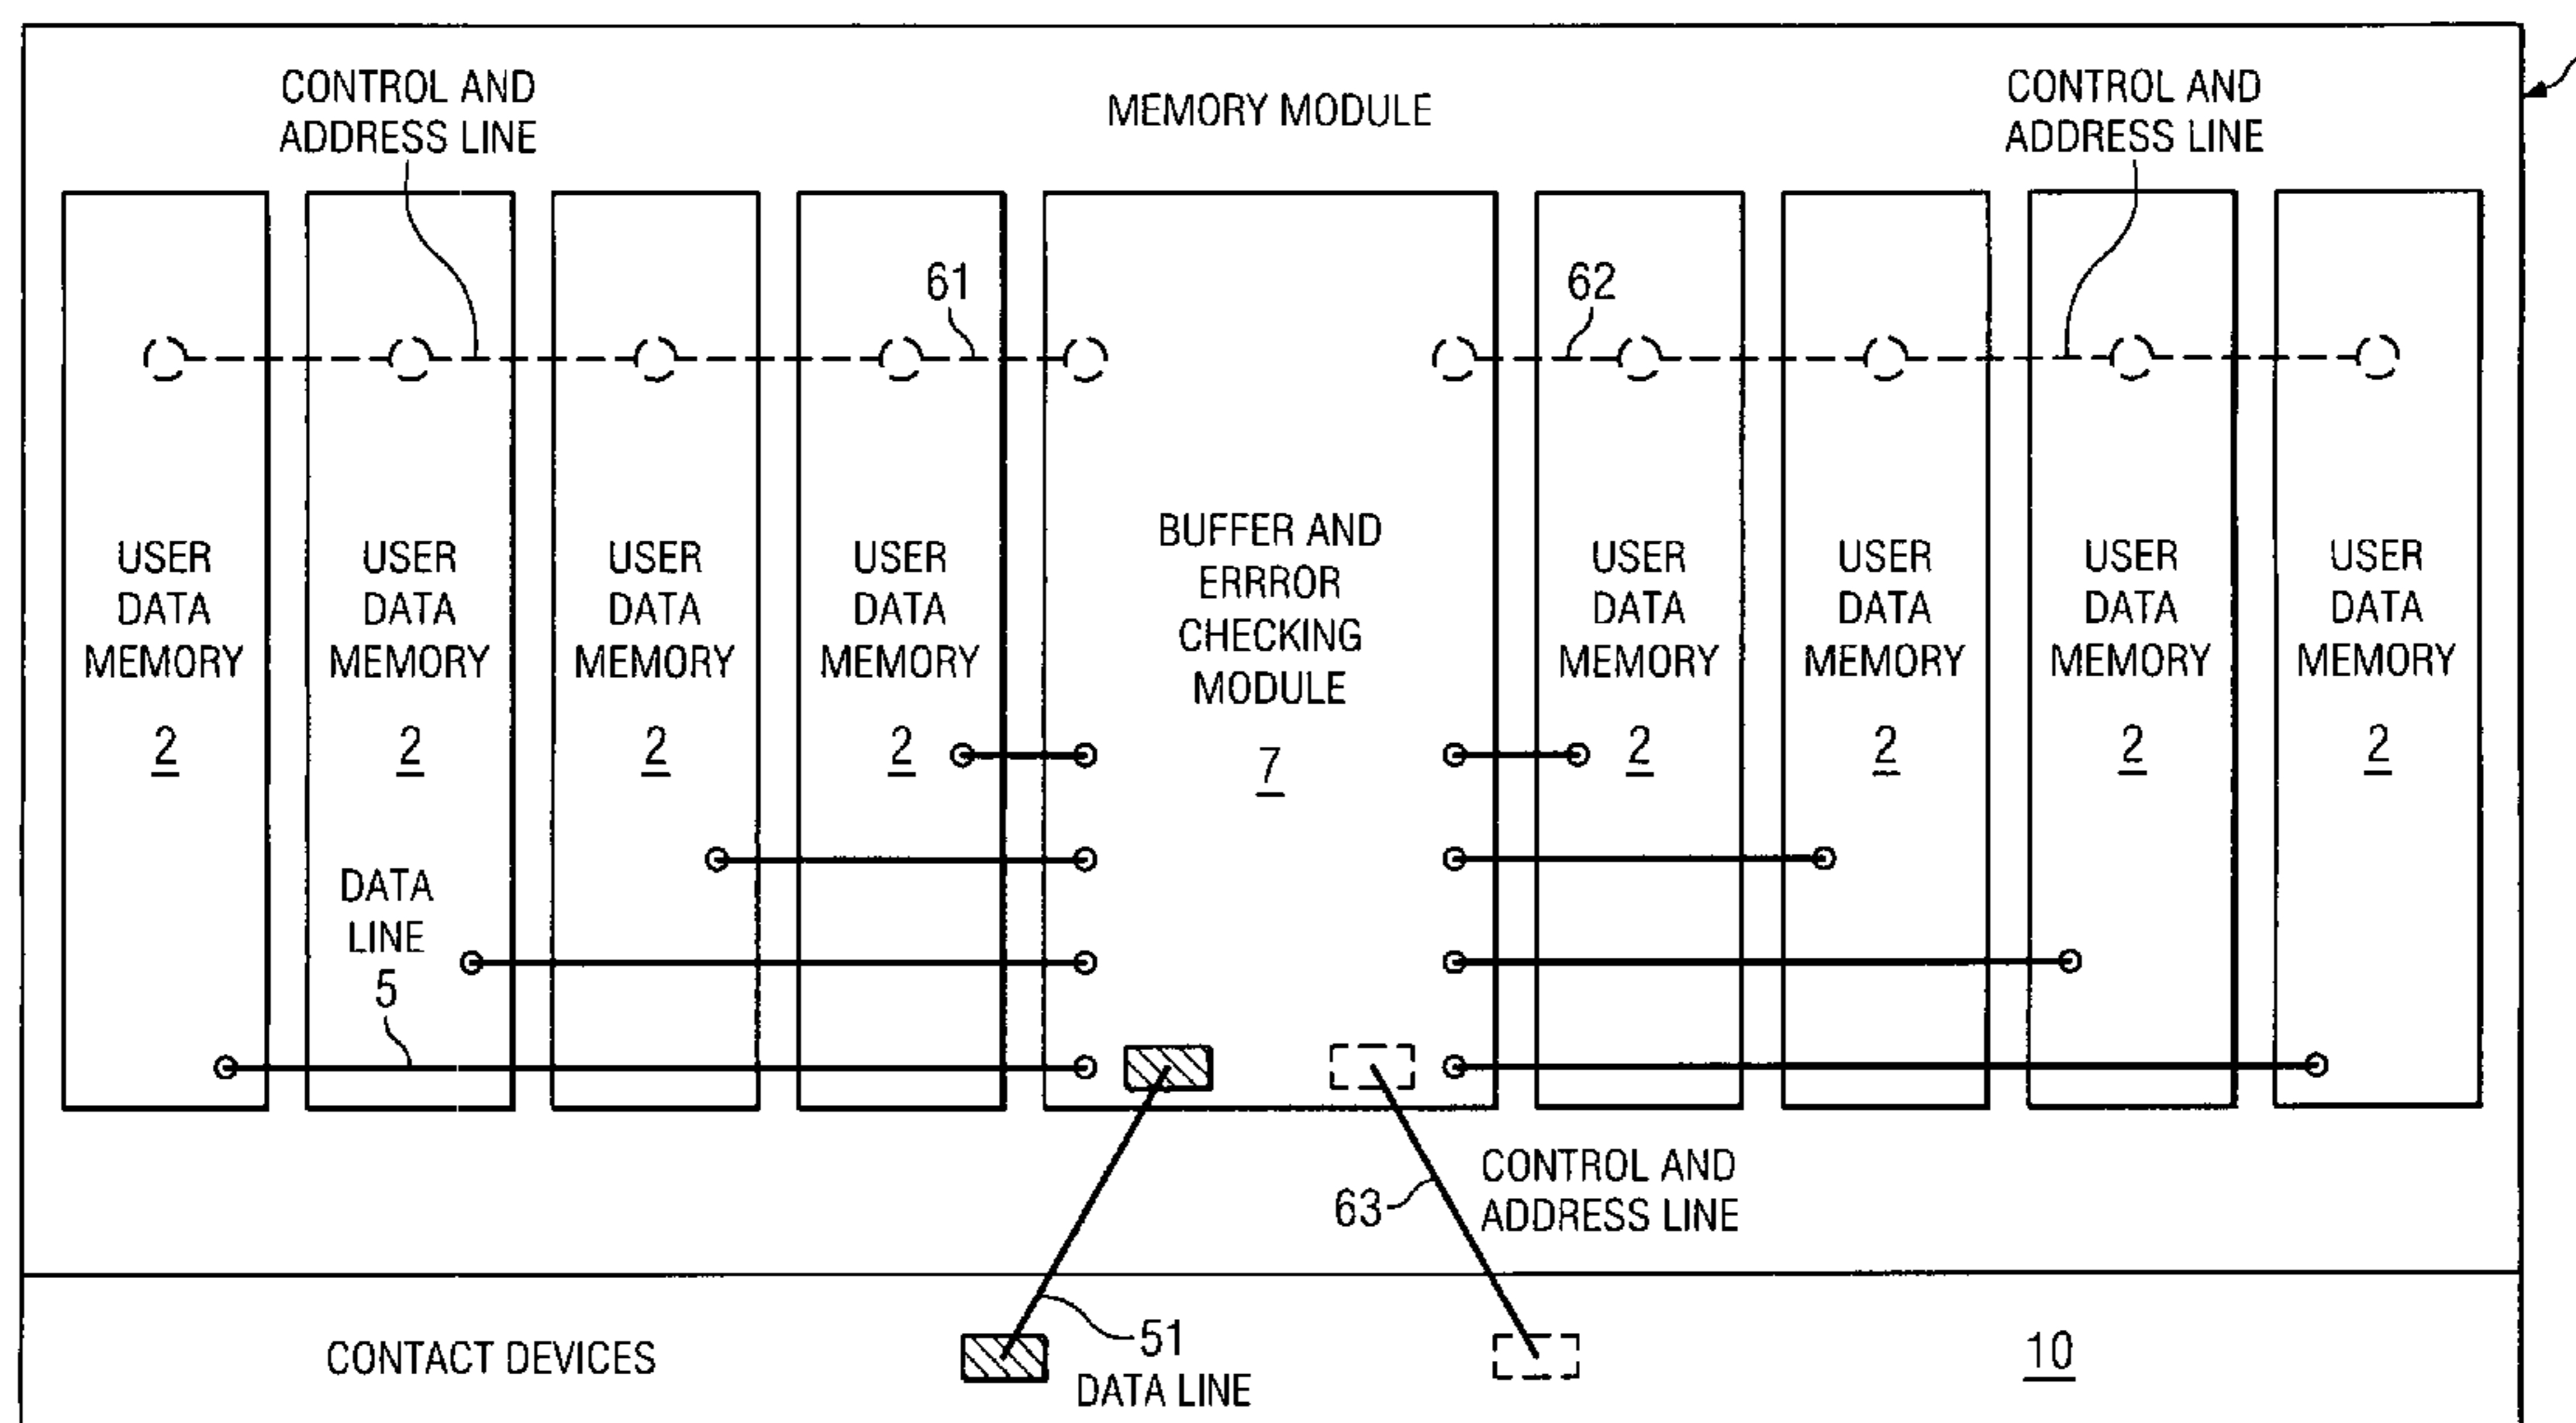 CONTROL AND
ADDRESS LINE
MEMORY MODULE
CONTROL AND
ADDRESS LINE
61
62
USER
DATA
MEMORY
2
USER
DATA
MEMORY
2
USER
DATA
MEMORY
2
USER
DATA
MEMORY
2
BUFFER AND
ERRROR
CHECKING
MODULE
7
USER
DATA
MEMORY
2
USER
DATA
MEMORY
2
USER
DATA
MEMORY
2
USER
DATA
MEMORY
2
DATA
LINE
5
63
CONTROL AND
ADDRESS LINE
CONTACT DEVICES
51
DATA LINE
10